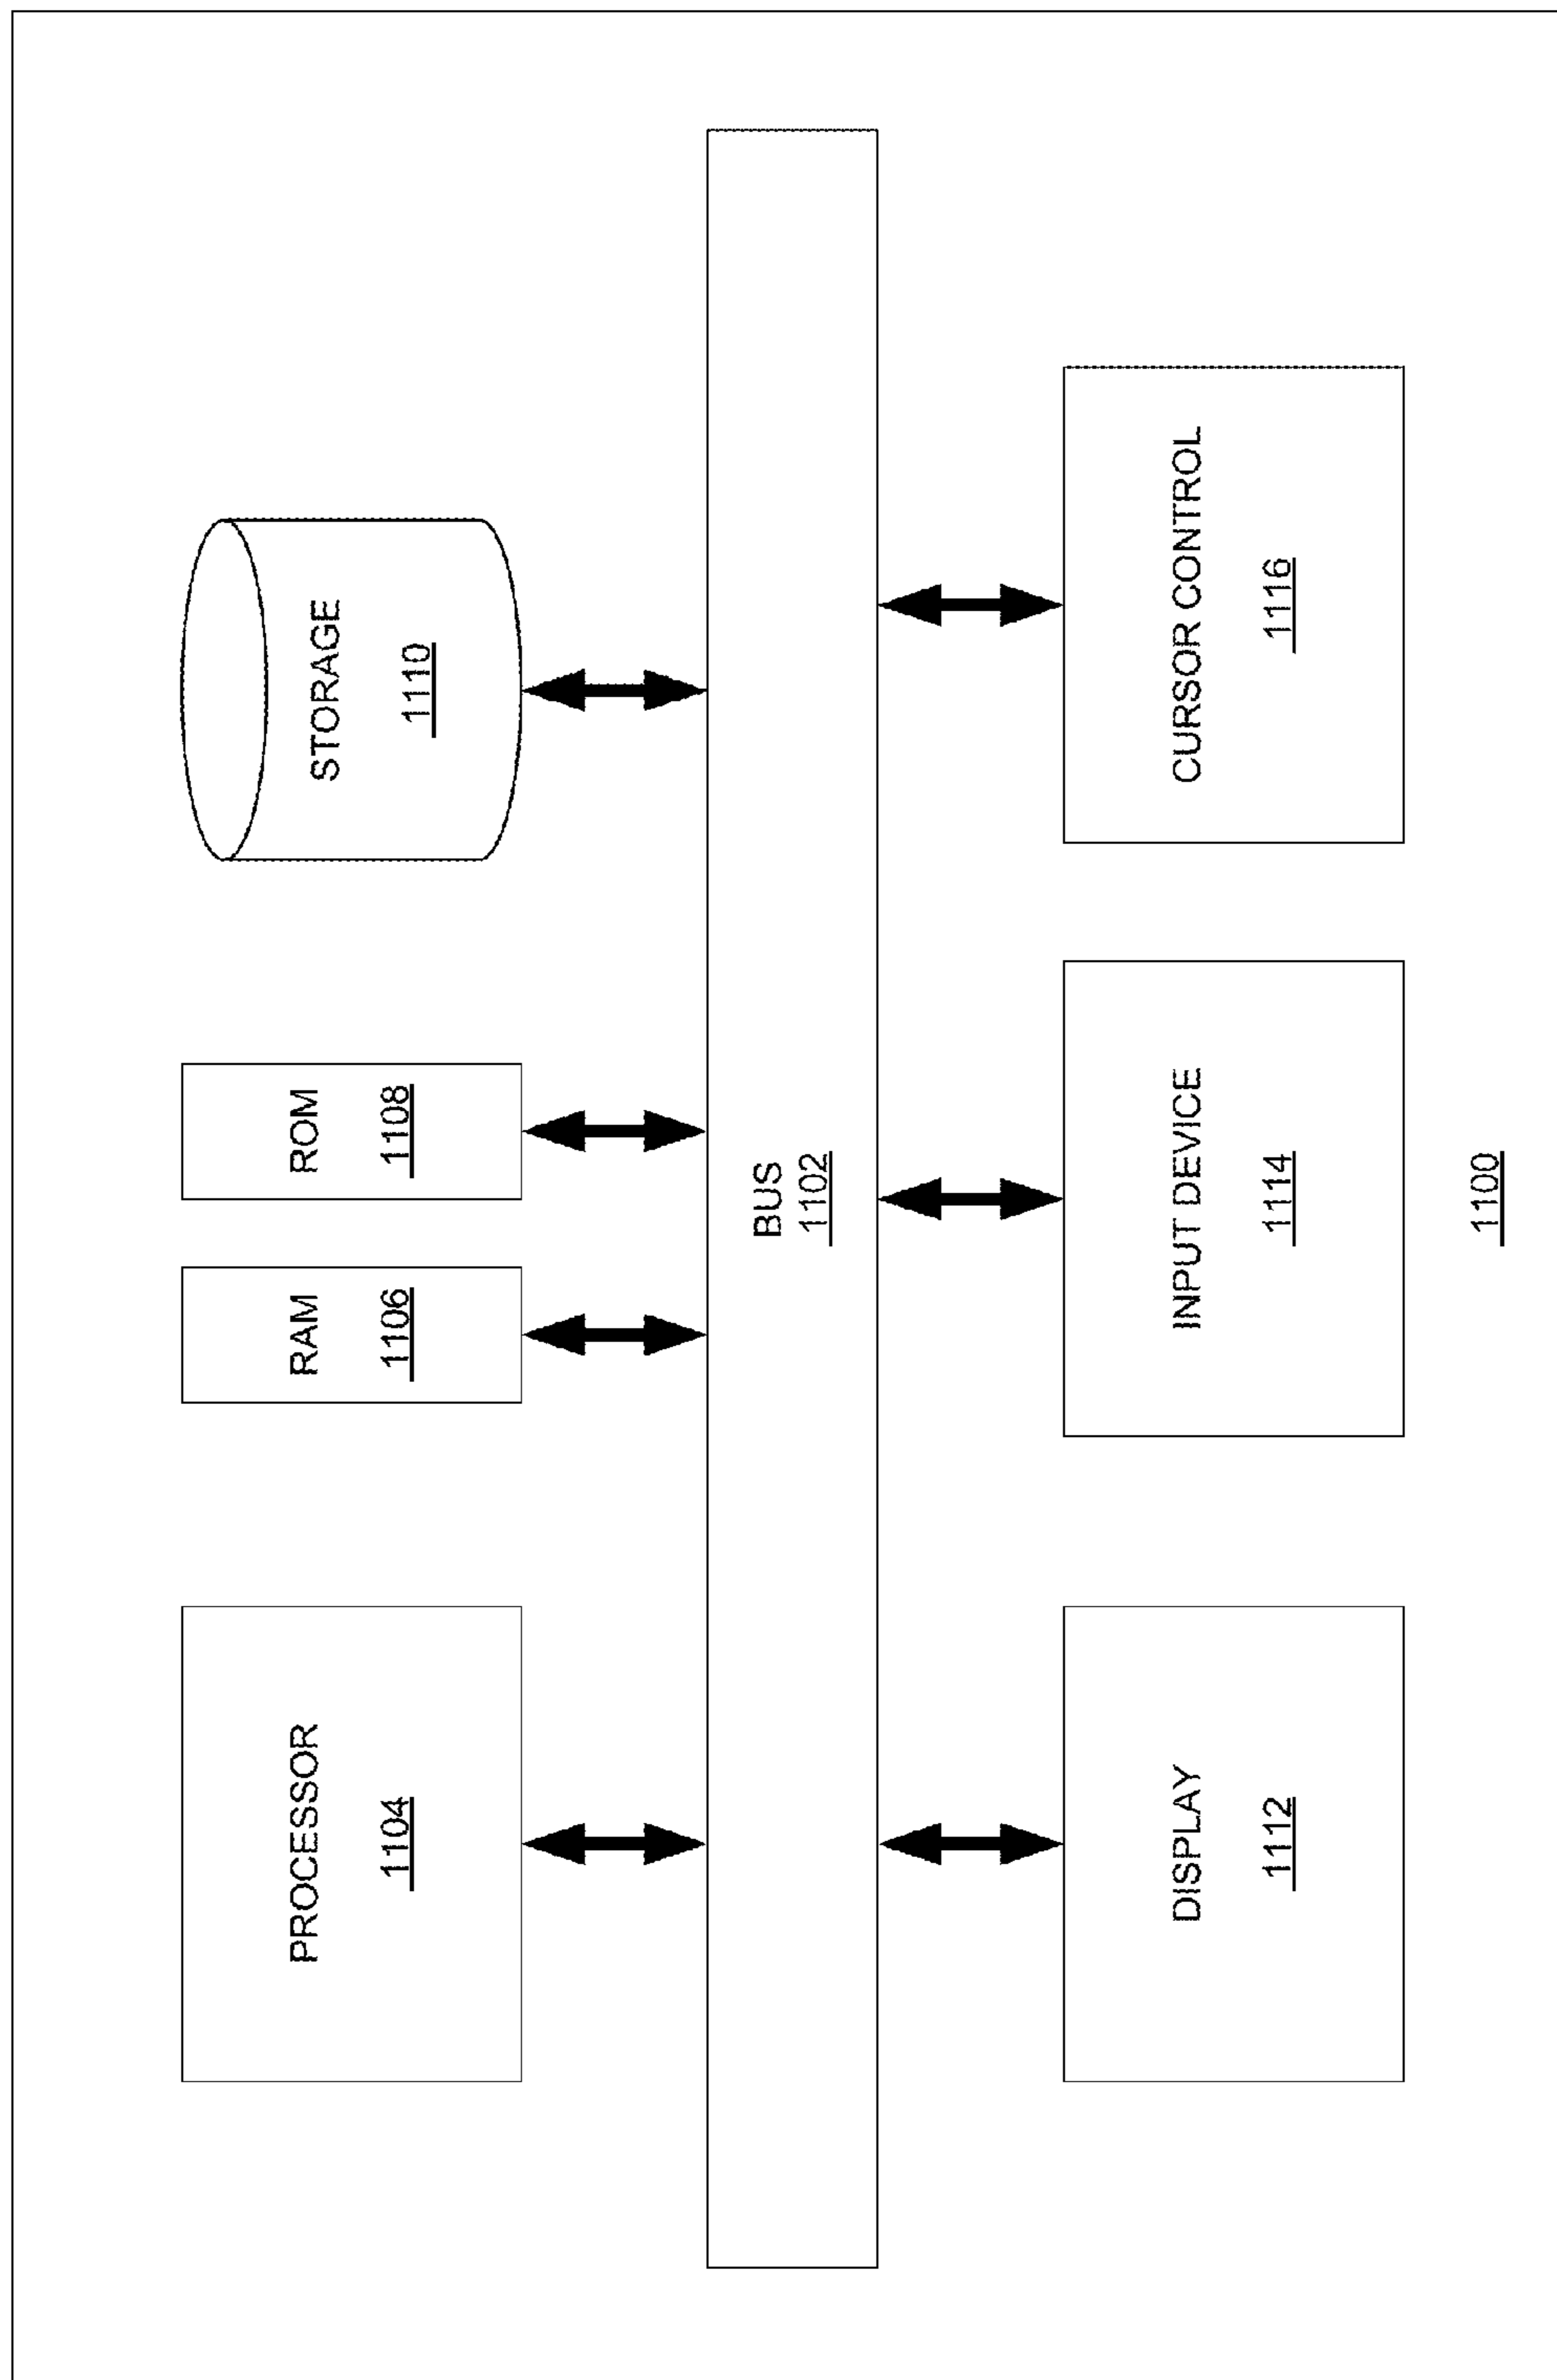 PROCESSOR
1104
RAM
1106
ROM
1108
STORAGE
1110
BUS
1102
DISPLAY
1112
INPUT DEVICE
1114
CURSOR CONTROL
1116
1100